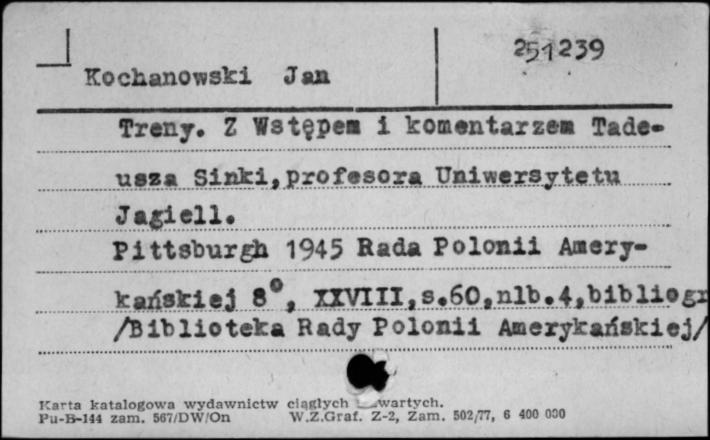 251239
Kochanowski Jan
Treny. Z Wstępem i komentarzem Tade-
usza Sinki, profesora Uniwersytetu
Jagiell.
Pittsburgh 1945 Rada Polonii Amery-
kańskiej 8°, XXVIII, s.60, nlb.4, bibliogr
/Biblioteka Rady Polonii Amerykańskiej/
Karta katalogowa wydawnictw ciągłych wartych.
Pu-B-144 zam. 567/DW/On W.Z.Graf. Z-2, Zam. 502/77, 6 400 000